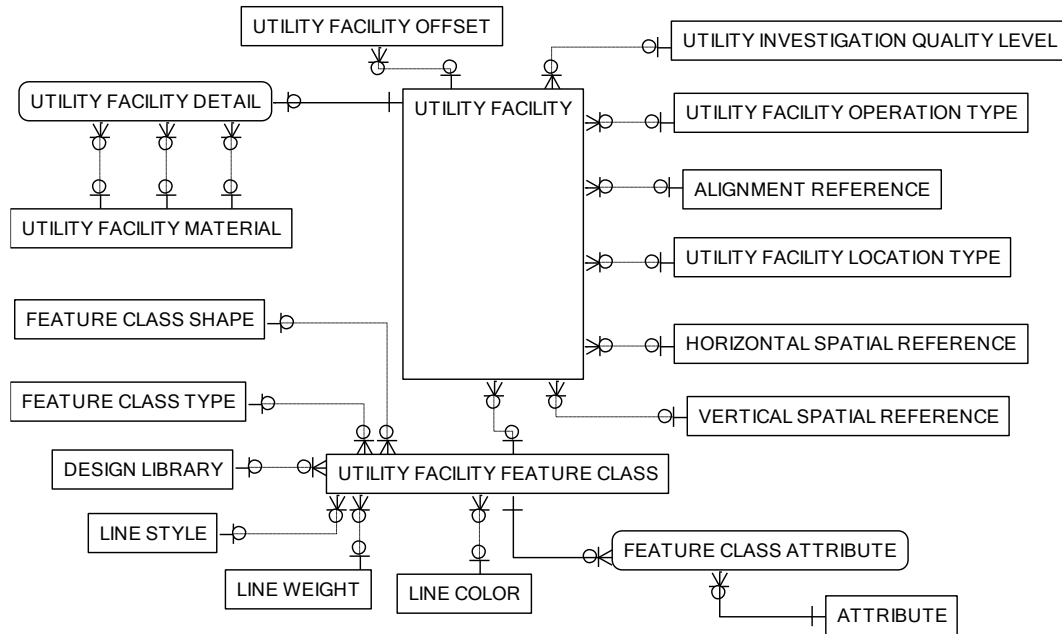 UTILITY FACILITY OFFSET
UTILITY INVESTIGATION QUALITY LEVEL
UTILITY FACILITY DETAIL
UTILITY FACILITY
UTILITY FACILITY OPERATION TYPE
ALIGNMENT REFERENCE
UTILITY FACILITY MATERIAL
UTILITY FACILITY LOCATION TYPE
FEATURE CLASS SHAPE
HORIZONTAL SPATIAL REFERENCE
FEATURE CLASS TYPE
VERTICAL SPATIAL REFERENCE
DESIGN LIBRARY
UTILITY FACILITY FEATURE CLASS
LINE STYLE
FEATURE CLASS ATTRIBUTE
LINE WEIGHT
LINE COLOR
ATTRIBUTE